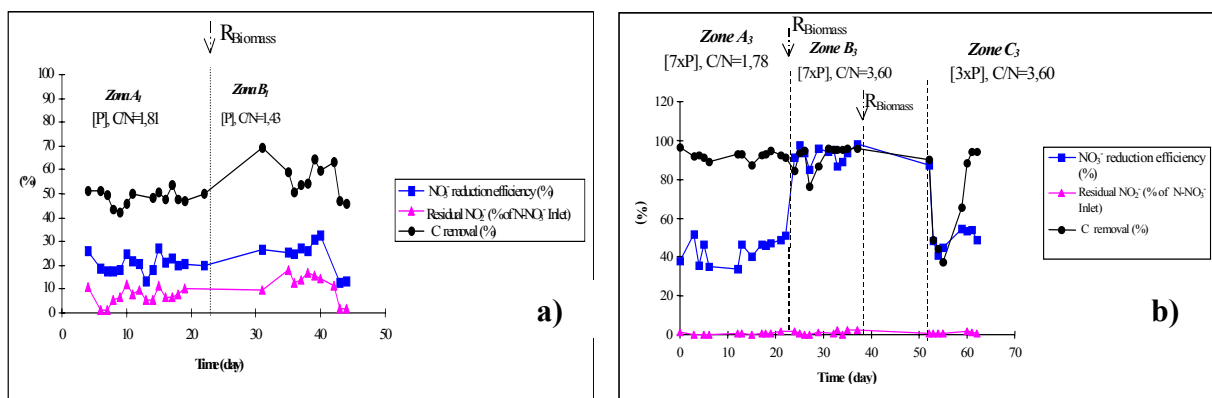 a)
R Biomass
Zona A1
[P], C/N=1,81
Zona B1
[P], C/N=1,43
100
90
80
70
60
50
40
30
20
10
0
(%)
0 10 20 30 40 50
Time (day)
NO3- reduction efficiency (%)
Residual NO2- (% of N-NO3- Inlet)
C removal (%)
a)
R Biomass
Zone A3
[7xP], C/N=1,78
Zone B3
[7xP], C/N=3,60
R Biomass
Zone C3
[3xP], C/N=3,60
120
100
80
60
40
20
0
(%)
0 10 20 30 40 50 60 70
Time (day)
NO3- reduction efficiency
(%)
Residual NO2- (% of N-NO3-
Inlet)
C removal (%)
b)